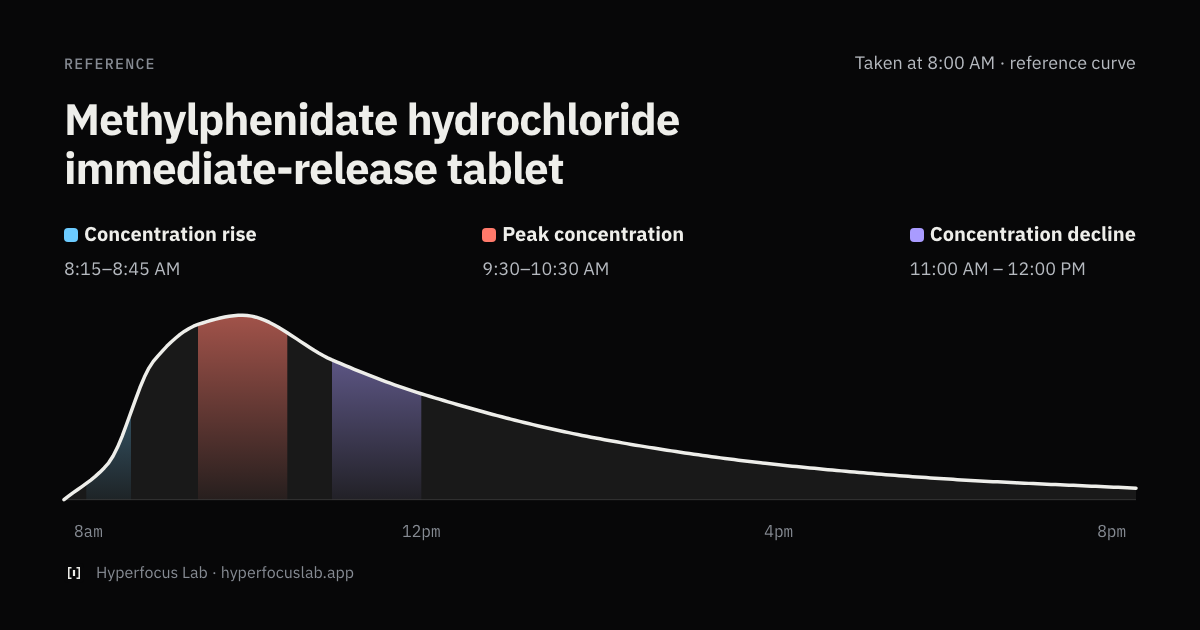 REFERENCE
Taken at 8:00 AM · reference curve
Methylphenidate hydrochloride
immediate-release tablet
Concentration rise
8:15–8:45 AM
Peak concentration
9:30–10:30 AM
Concentration decline
11:00 AM – 12:00 PM
8am
12pm
4pm
8pm
Hyperfocus Lab · hyperfocuslab.app